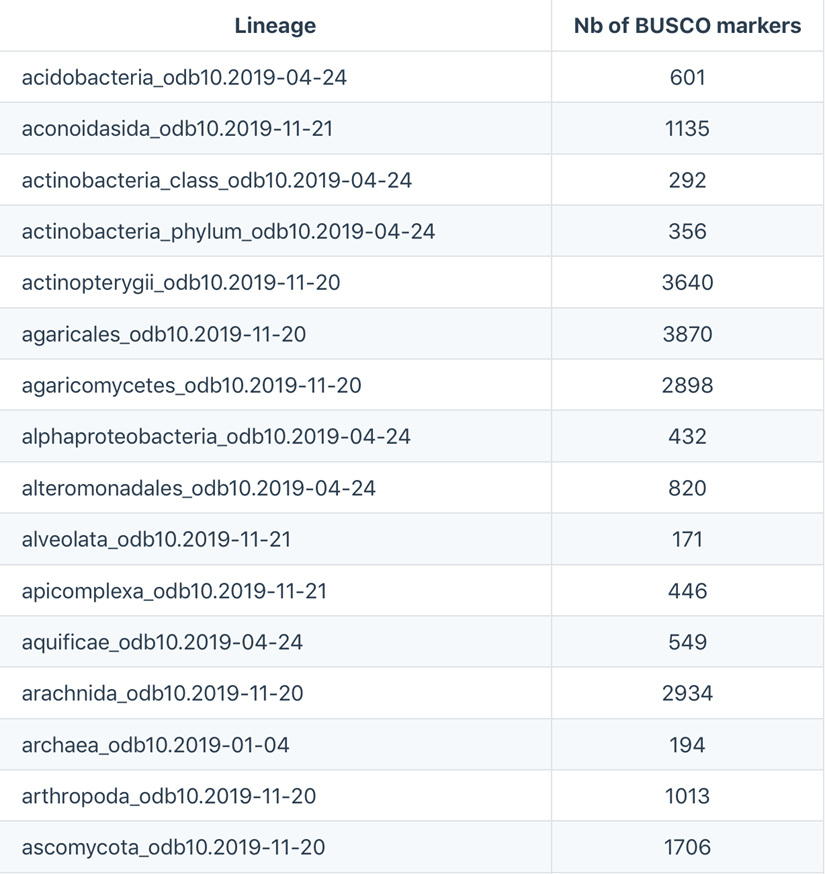 Lineage Nb of BUSCO markers
acidobacteria_odb10.2019-04-24 601
aconoidasida_odb10.2019-11-21 1135
actinobacteria_class_odb10.2019-04-24 292
actinobacteria_phylum_odb10.2019-04-24 356
actinopterygii_odb10.2019-11-20 3640
agaricales_odb10.2019-11-20 3870
agaricomycetes_odb10.2019-11-20 2898
alphaproteobacteria_odb10.2019-04-24 432
alteromonadales_odb10.2019-04-24 820
alveolata_odb10.2019-11-21 171
apicomplexa_odb10.2019-11-21 446
aquificae_odb10.2019-04-24 549
arachnida_odb10.2019-11-20 2934
archaea_odb10.2019-01-04 194
arthropoda_odb10.2019-11-20 1013
ascomycota_odb10.2019-11-20 1706